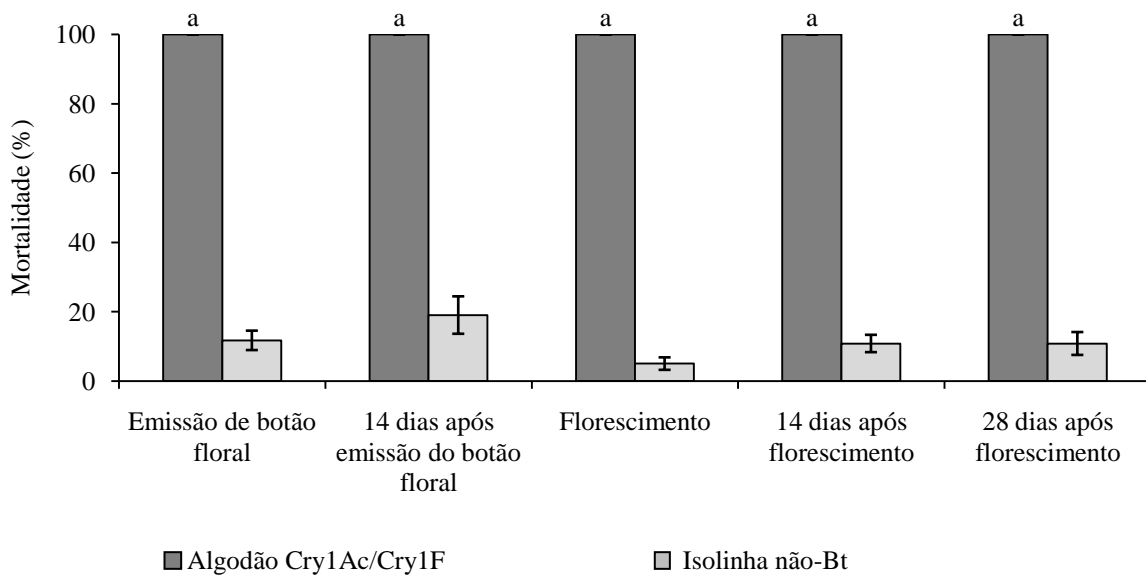 a a a a a
100
80
60
40
20
0
Mortalidade (%)
Emissão de botão
floral
14 dias após
emissão do botão
floral
Florescimento
14 dias após
florescimento
28 dias após
florescimento
Algodão Cry1Ac/Cry1F
Isolinha não-Bt